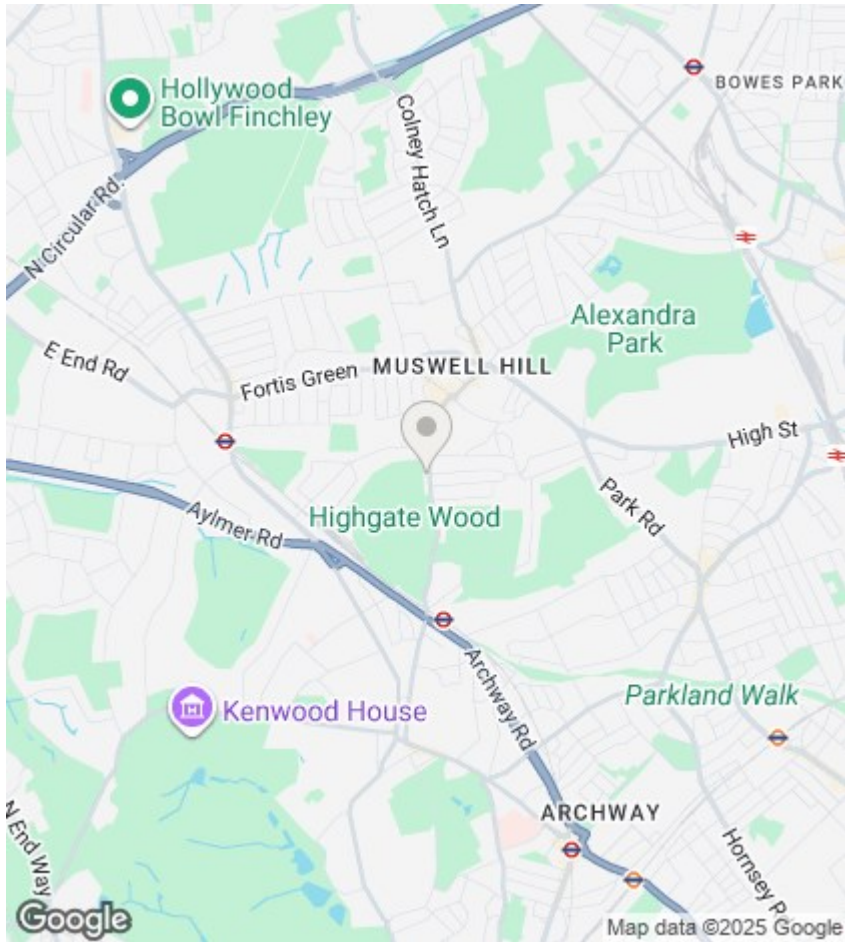 Hollywood
Bowl Finchley
BOWES PARK
Colney Hatch Ln
N Circular Rd
Alexandra
Park
E End Rd
Fortis Green
MUSWELL HILL
High St
Park Rd
Aylmer Rd
Highgate Wood
Archway Rd
Parkland Walk
Kenwood House
ARCHWAY
N End Way
Hornsey R
Google
Map data ©2025 Google